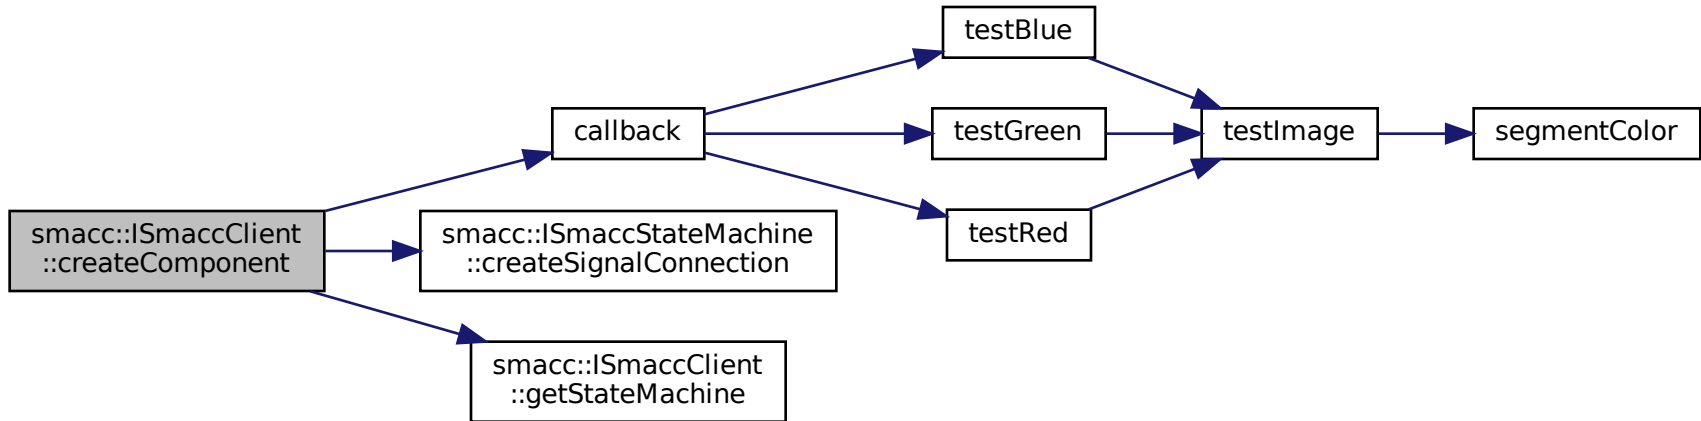 testBlue
callback
testGreen
testImage
segmentColor
smacc::ISmaccClient
::createComponent
smacc::ISmaccStateMachine
::createSignalConnection
testRed
smacc::ISmaccClient
::getStateMachine